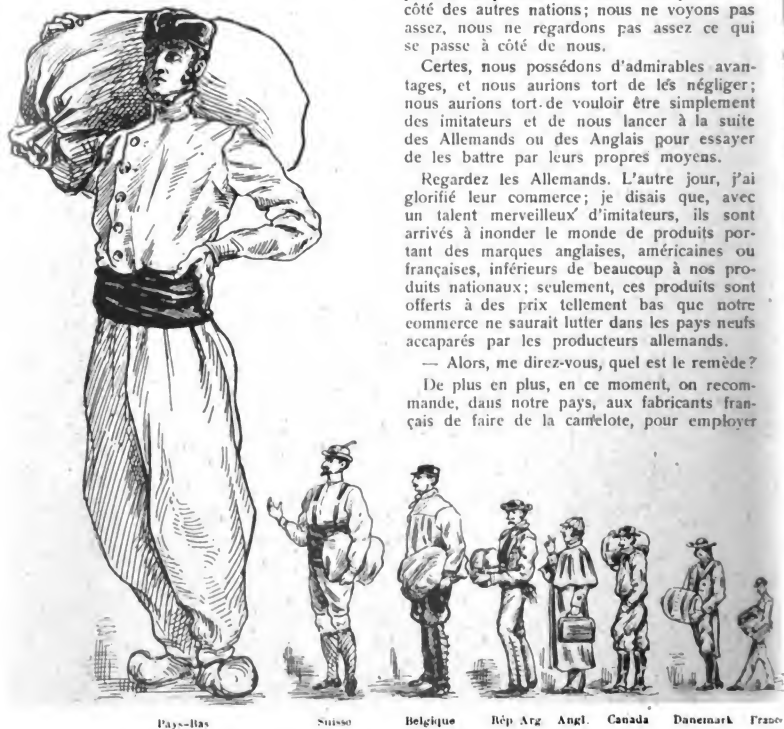 côté des autres nations; nous ne voyons pas
assez, nous ne regardons pas assez ce qui
se passe à côté de nous.
Certes, nous possédons d'admirables avan-
tages, et nous aurions tort de les négliger;
nous aurions tort de vouloir être simplement
des imitateurs et de nous lancer à la suite
des Allemands ou des Anglais pour essayer
de les battre par leurs propres moyens.
Regardez les Allemands. L'autre jour, j'ai
glorifié leur commerce; je disais que, avec
un talent merveilleux d'imitateurs, ils sont
arrivés à inonder le monde de produits por-
tant des marques anglaises, américaines ou
françaises, inférieurs de beaucoup à nos pro-
duits nationaux; seulement, ces produits sont
offerts à des prix tellement bas que notre
commerce ne saurait lutter dans les pays neufs
accaparés par les producteurs allemands.
— Alors, me direz-vous, quel est le remède?
De plus en plus, en ce moment, on recom-
mande, dans notre pays, aux fabricants fran-
çais de faire de la camelote, pour employer
Pays-Bas Suisse Belgique Rép Arg. Angl. Canada Danemark Franc